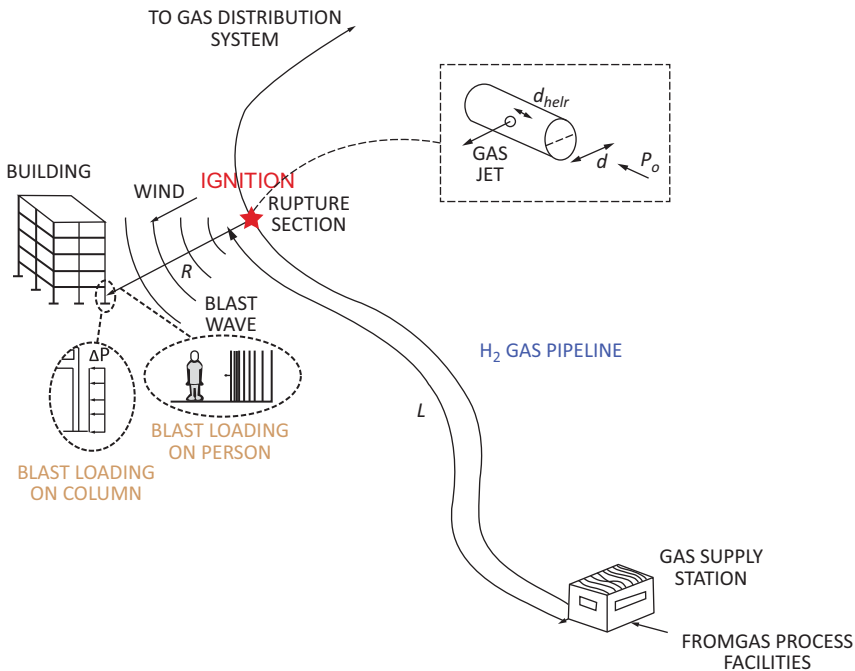 TO GAS DISTRIBUTION
SYSTEM
d_helr
GAS
JET
d
P_o
BUILDING
WIND
IGNITION
RUPTURE
SECTION
R
BLAST
WAVE
ΔP
H₂ GAS PIPELINE
L
BLAST LOADING
ON PERSON
BLAST LOADING
ON COLUMN
GAS SUPPLY
STATION
FROMGAS PROCESS
FACILITIES